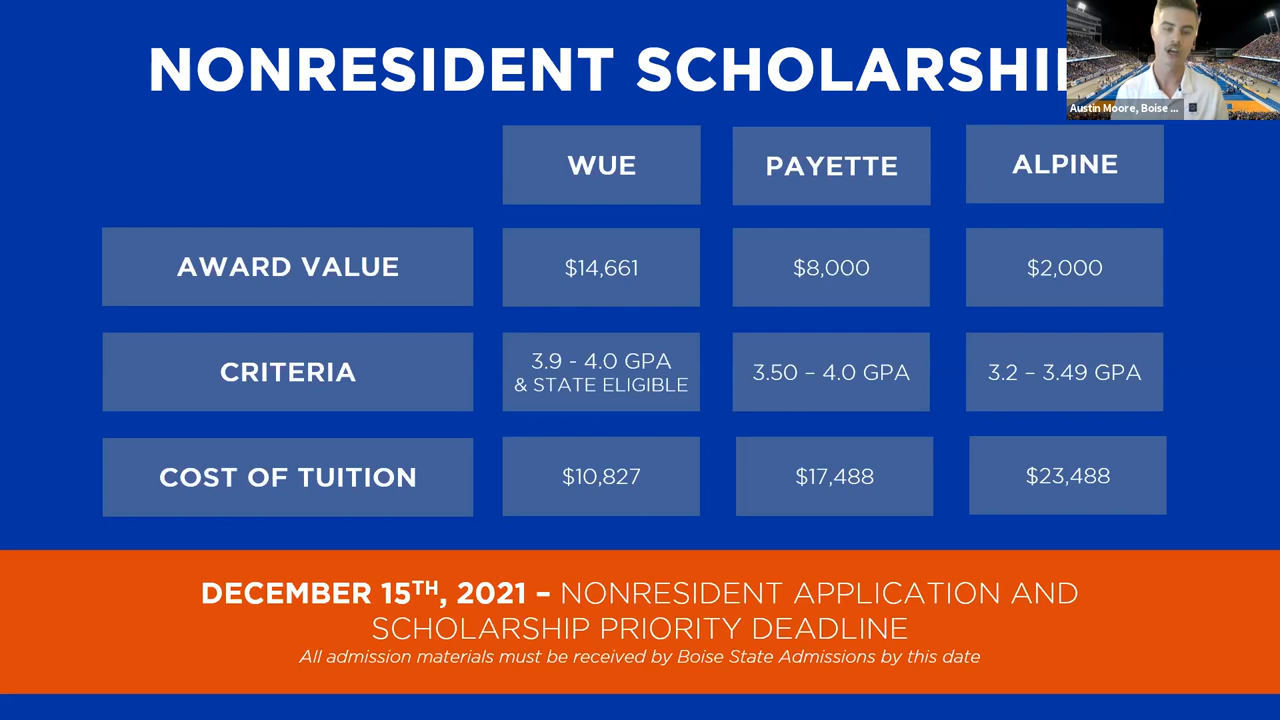 NONRESIDENT SCHOLARSHI
Austin Moore, Boise ...
WUE
PAYETTE
ALPINE
AWARD VALUE
$14,661
$8,000
$2,000
CRITERIA
3.9 - 4.0 GPA
& STATE ELIGIBLE
3.50 – 4.0 GPA
3.2 – 3.49 GPA
COST OF TUITION
$10,827
$17,488
$23,488
DECEMBER 15TH, 2021 – NONRESIDENT APPLICATION AND
SCHOLARSHIP PRIORITY DEADLINE
All admission materials must be received by Boise State Admissions by this date